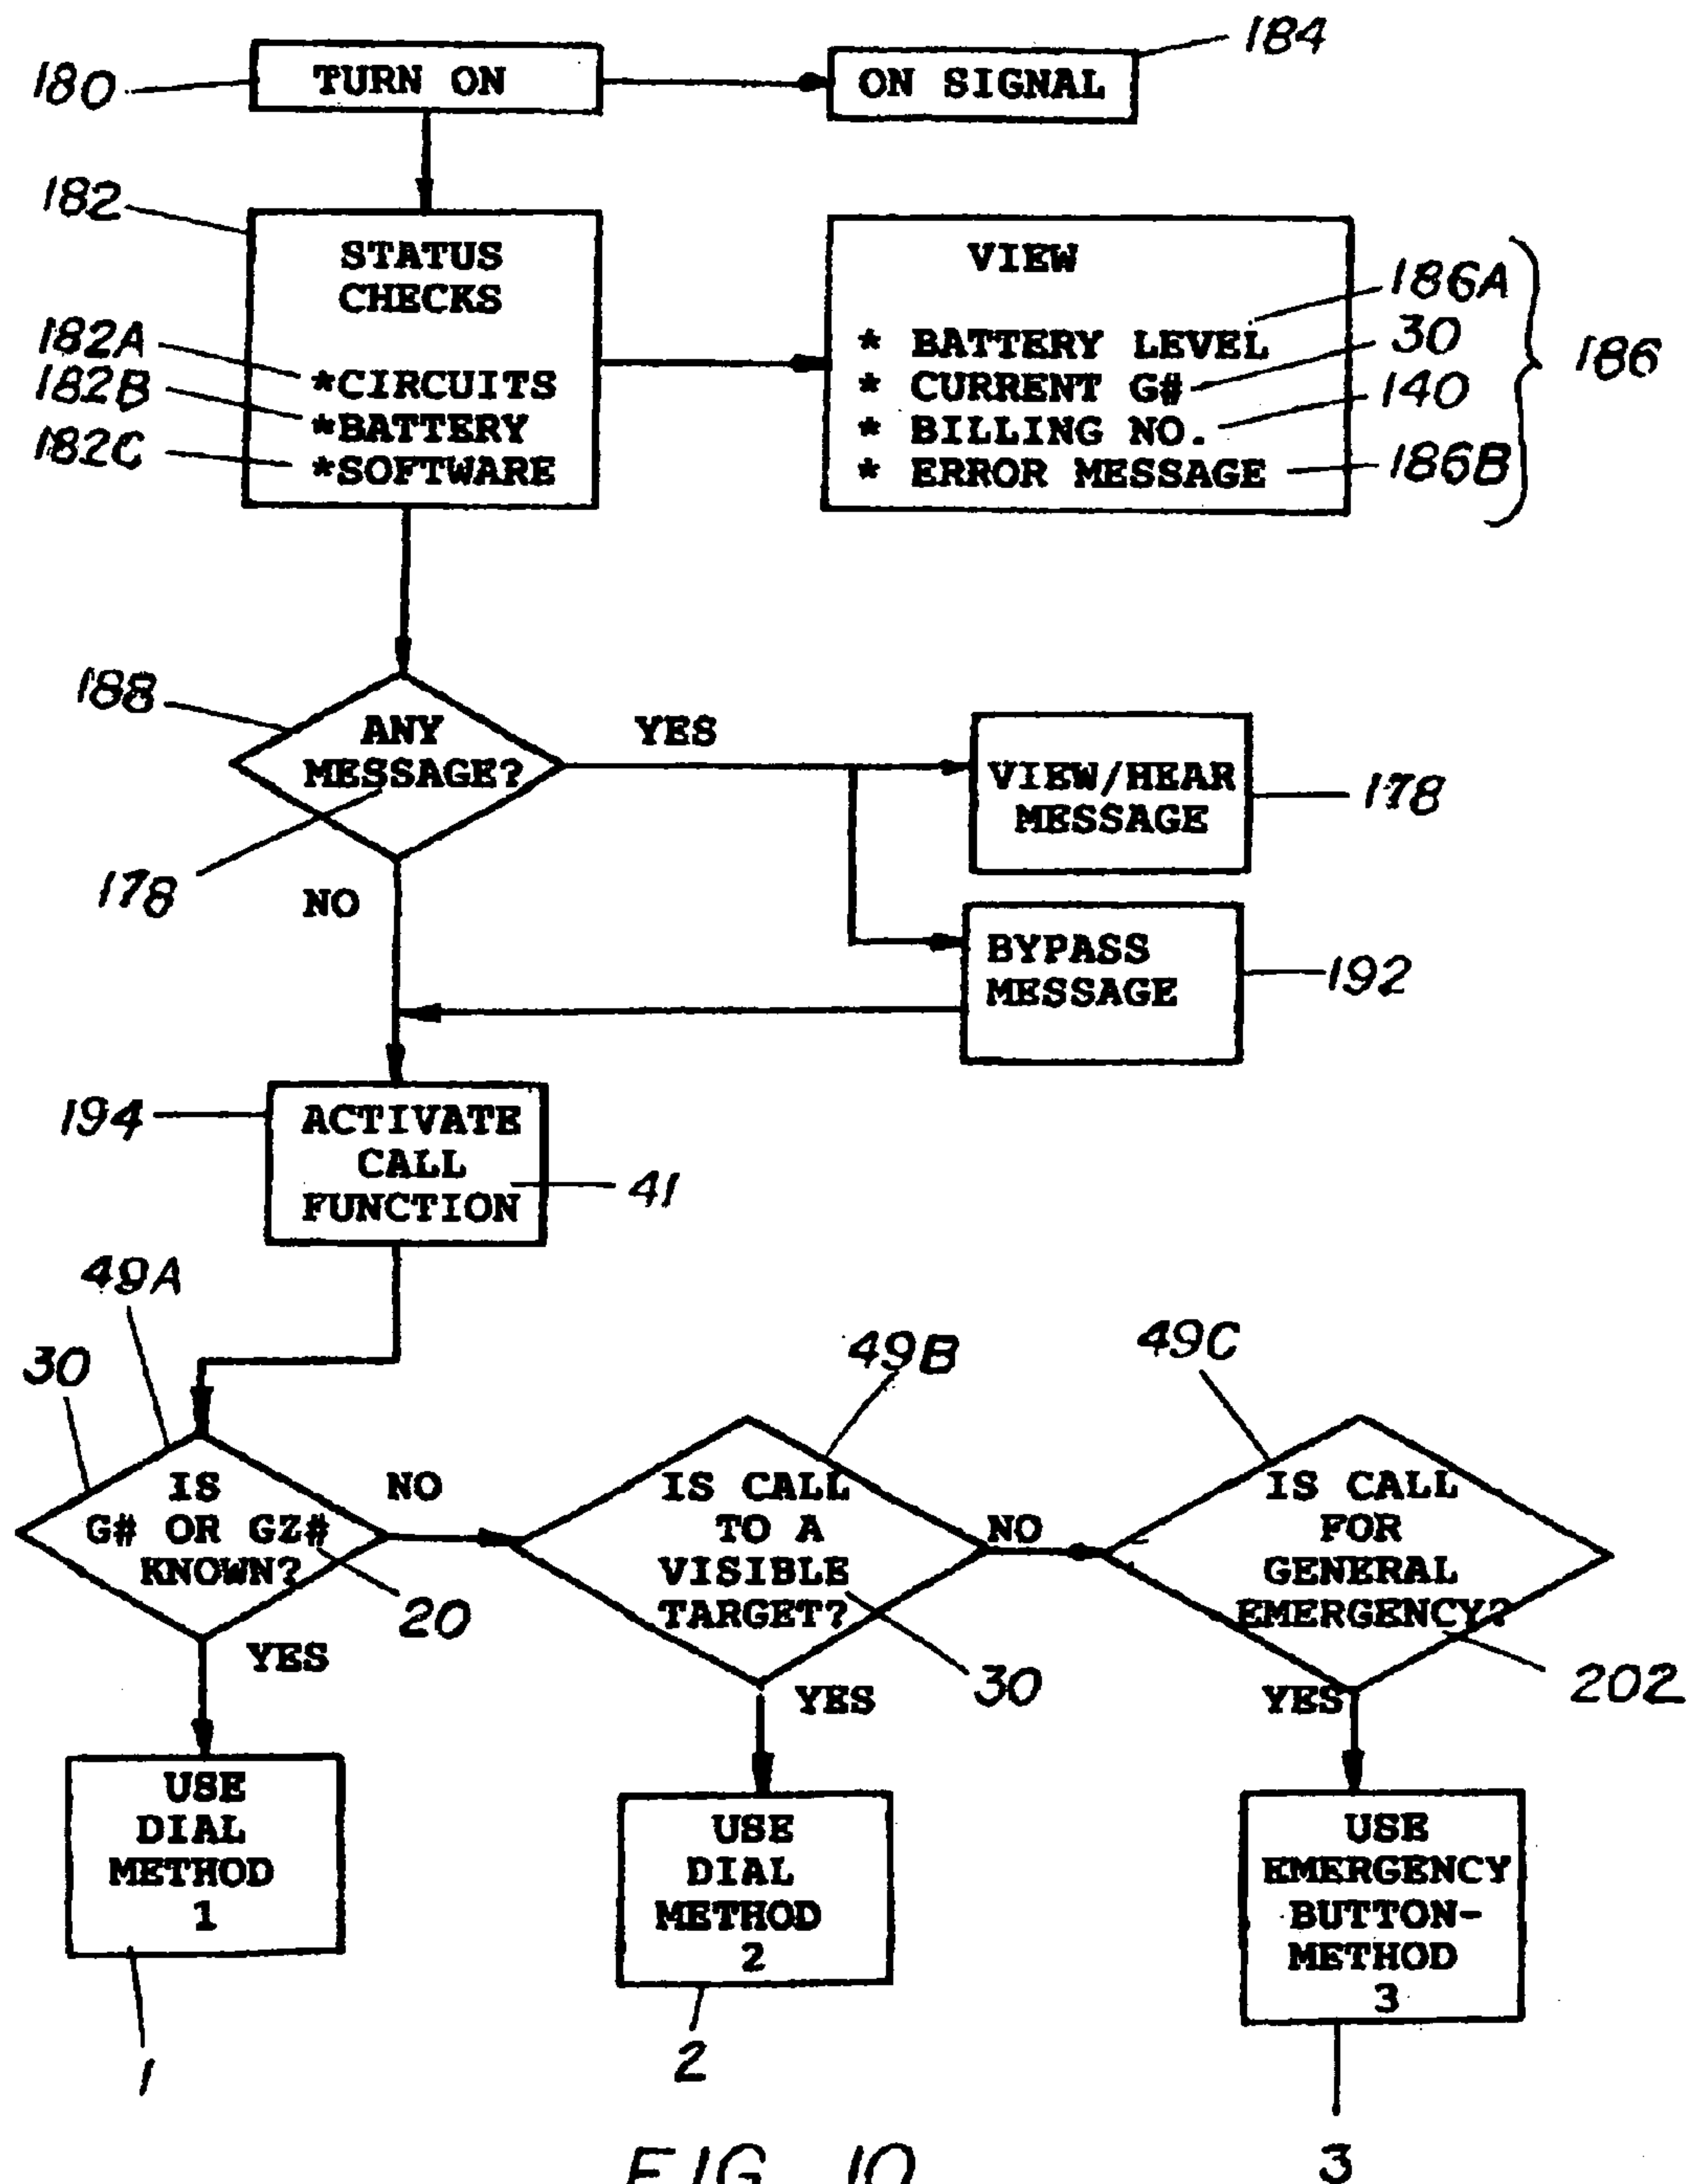 184
180
TURN ON
ON SIGNAL
182
STATUS
CHECKS
182A
*CIRCUITS
182B
*BATTERY
182C
*SOFTWARE
VIEW
* BATTERY LEVEL
* CURRENT G#
* BILLING NO.
* ERROR MESSAGE
186A
30
140
186B
186
188
ANY
MESSAGE?
178
YES
VIEW/HEAR
MESSAGE
178
NO
BYPASS
MESSAGE
192
194
ACTIVATE
CALL
FUNCTION
41
49A
30
IS
G# OR GZ#
KNOWN?
20
NO
49B
IS CALL
TO A
VISIBLE
TARGET?
30
NO
49C
IS CALL
FOR
GENERAL
EMERGENCY?
202
YES
YES
YES
USE
DIAL
METHOD
1
1
USE
DIAL
METHOD
2
2
USE
EMERGENCY
BUTTON-
METHOD
3
3
FIG. 10